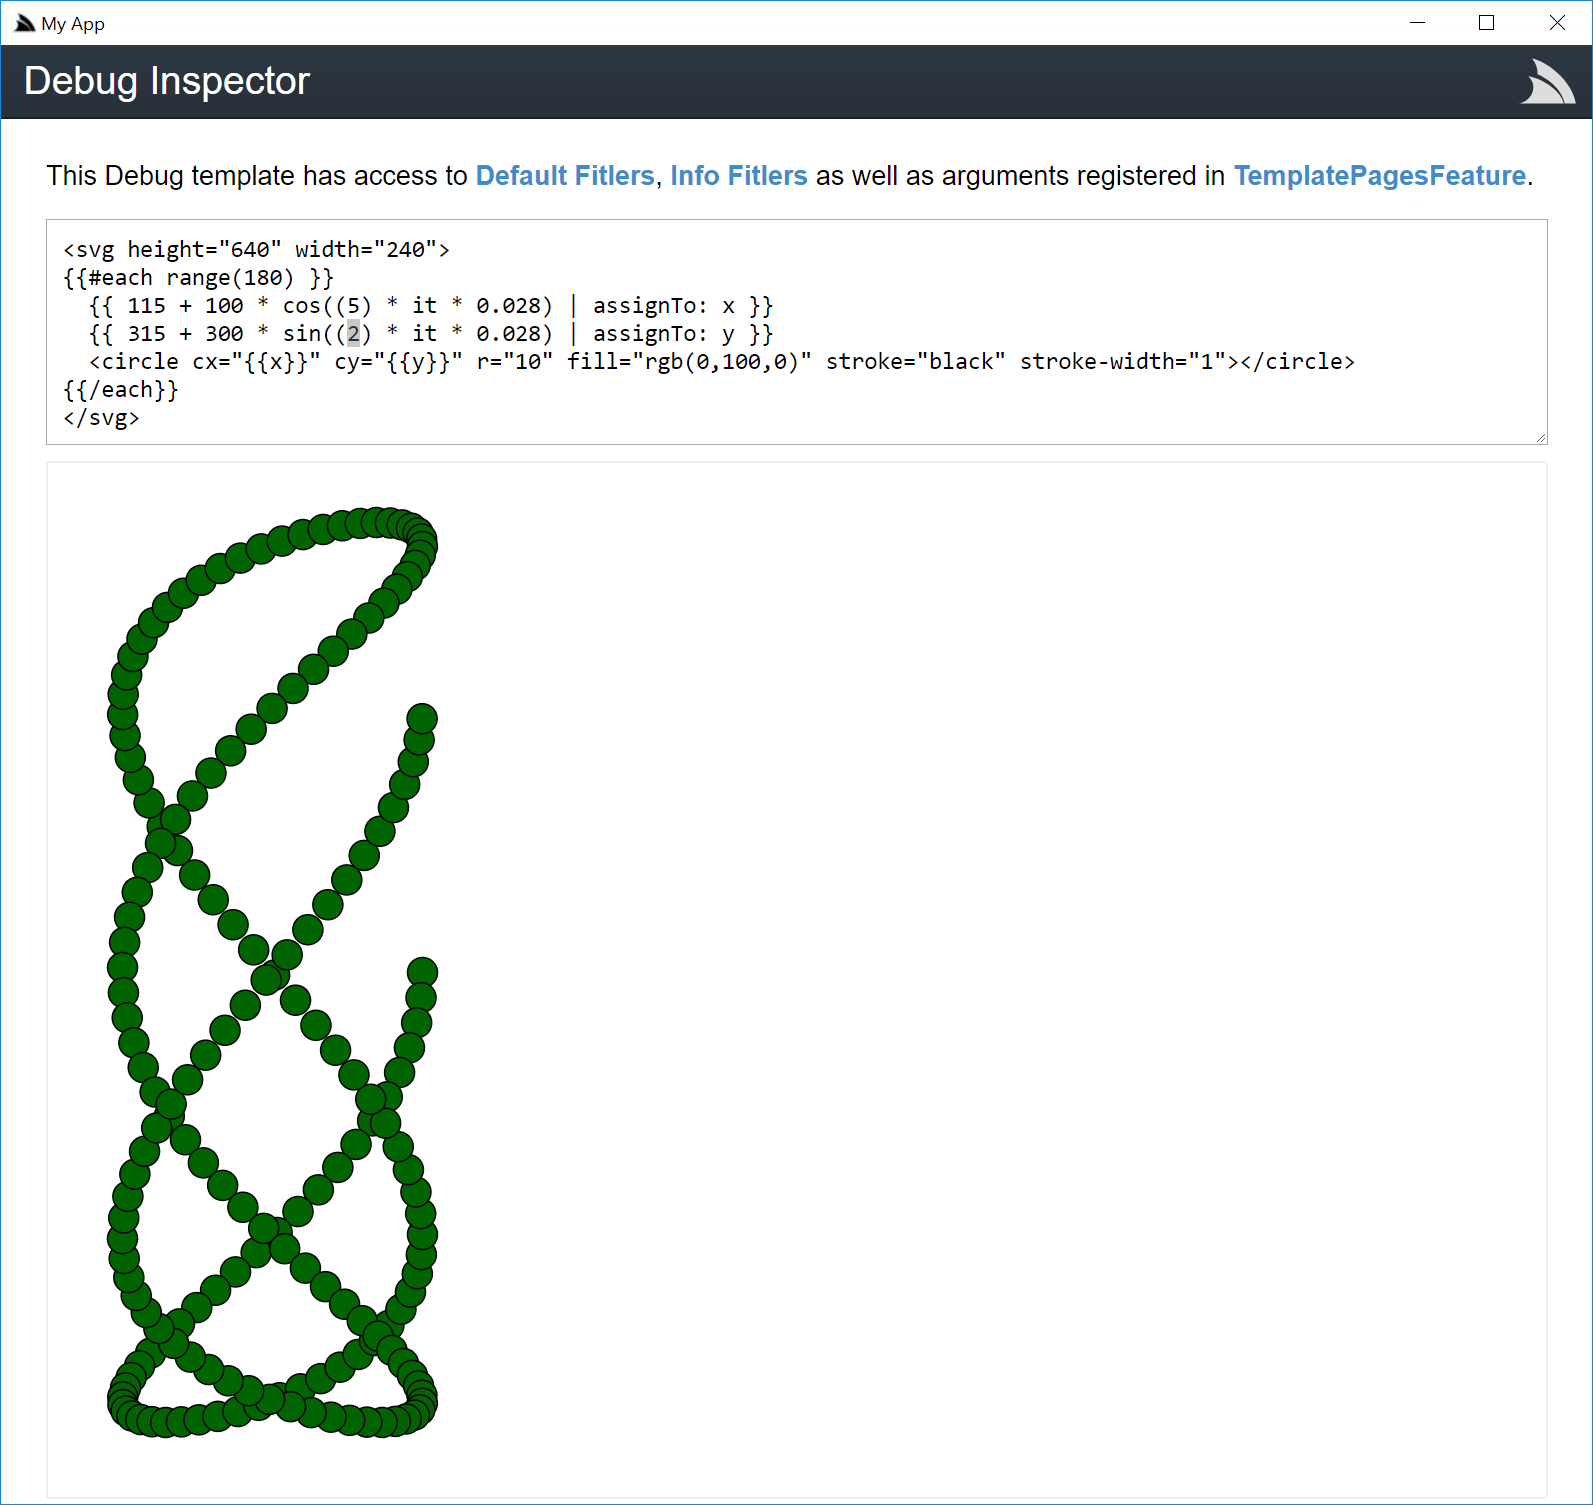 My App
Debug Inspector
This Debug template has access to Default Fitlers, Info Fitlers as well as arguments registered in TemplatePagesFeature.
<svg height="640" width="240">
{{#each range(180) }}
  {{ 115 + 100 * cos((5) * it * 0.028) | assignTo: x }}
  {{ 315 + 300 * sin((2) * it * 0.028) | assignTo: y }}
  <circle cx="{{x}}" cy="{{y}}" r="10" fill="rgb(0,100,0)" stroke="black" stroke-width="1"></circle>
{{/each}}
</svg>